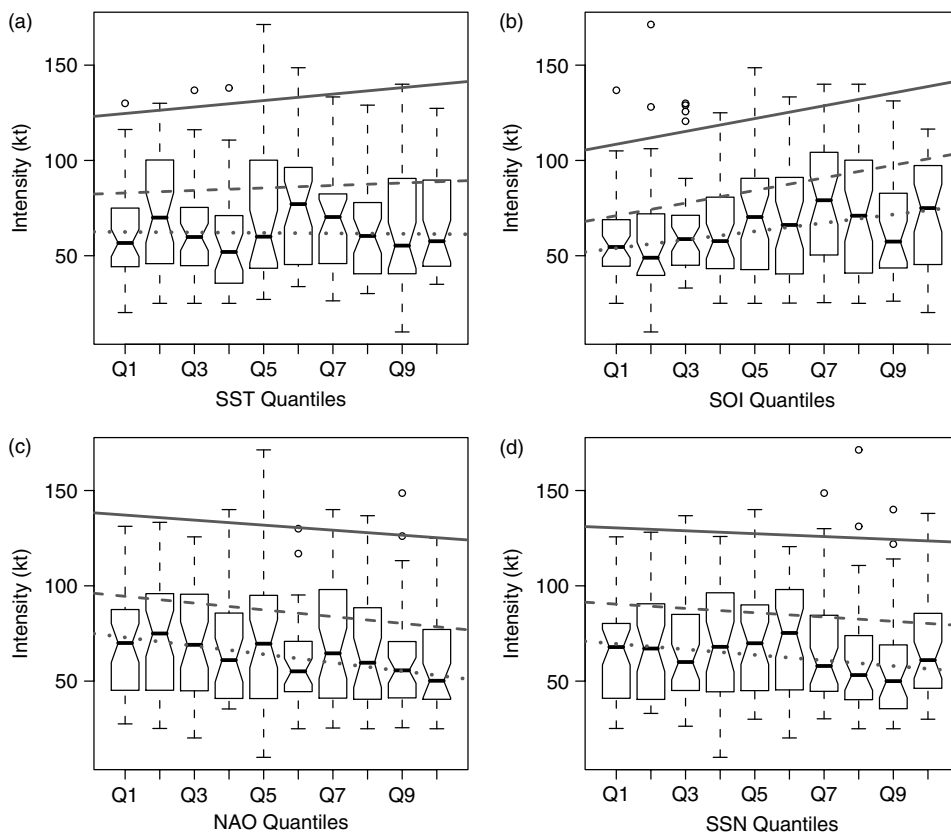 (a)
Intensity (kt)
150
100
50
Q1 Q3 Q5 Q7 Q9
SST Quantiles
(b)
Intensity (kt)
150
100
50
Q1 Q3 Q5 Q7 Q9
SOI Quantiles
(c)
Intensity (kt)
150
100
50
Q1 Q3 Q5 Q7 Q9
NAO Quantiles
(d)
Intensity (kt)
150
100
50
Q1 Q3 Q5 Q7 Q9
SSN Quantiles